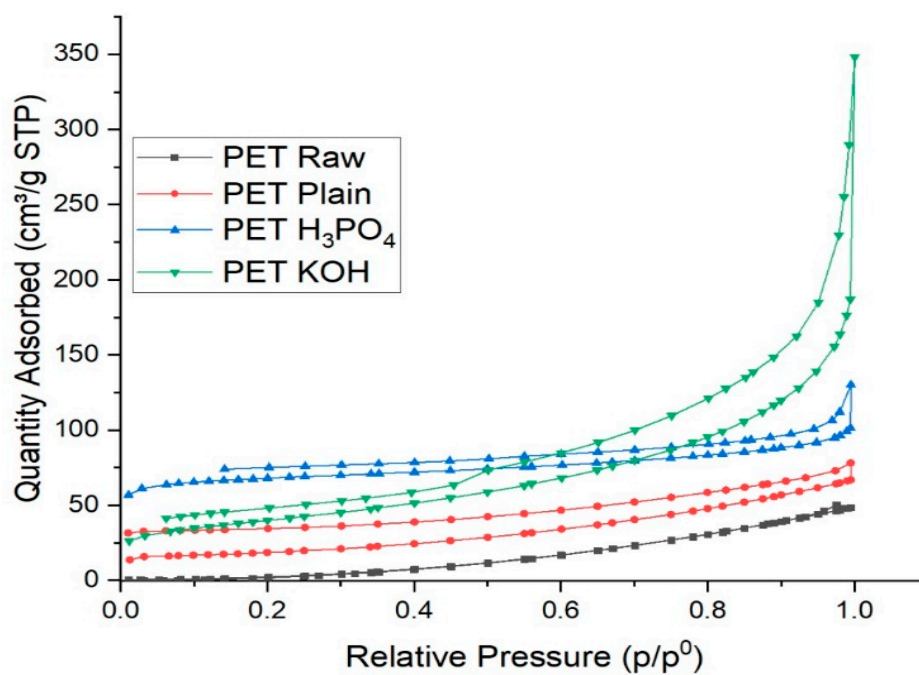 Quantity Adsorbed (cm³/g STP)
350
300
250
200
150
100
50
0
PET Raw
PET Plain
PET H₃PO₄
PET KOH
0.0 0.2 0.4 0.6 0.8 1.0
Relative Pressure (p/p⁰)